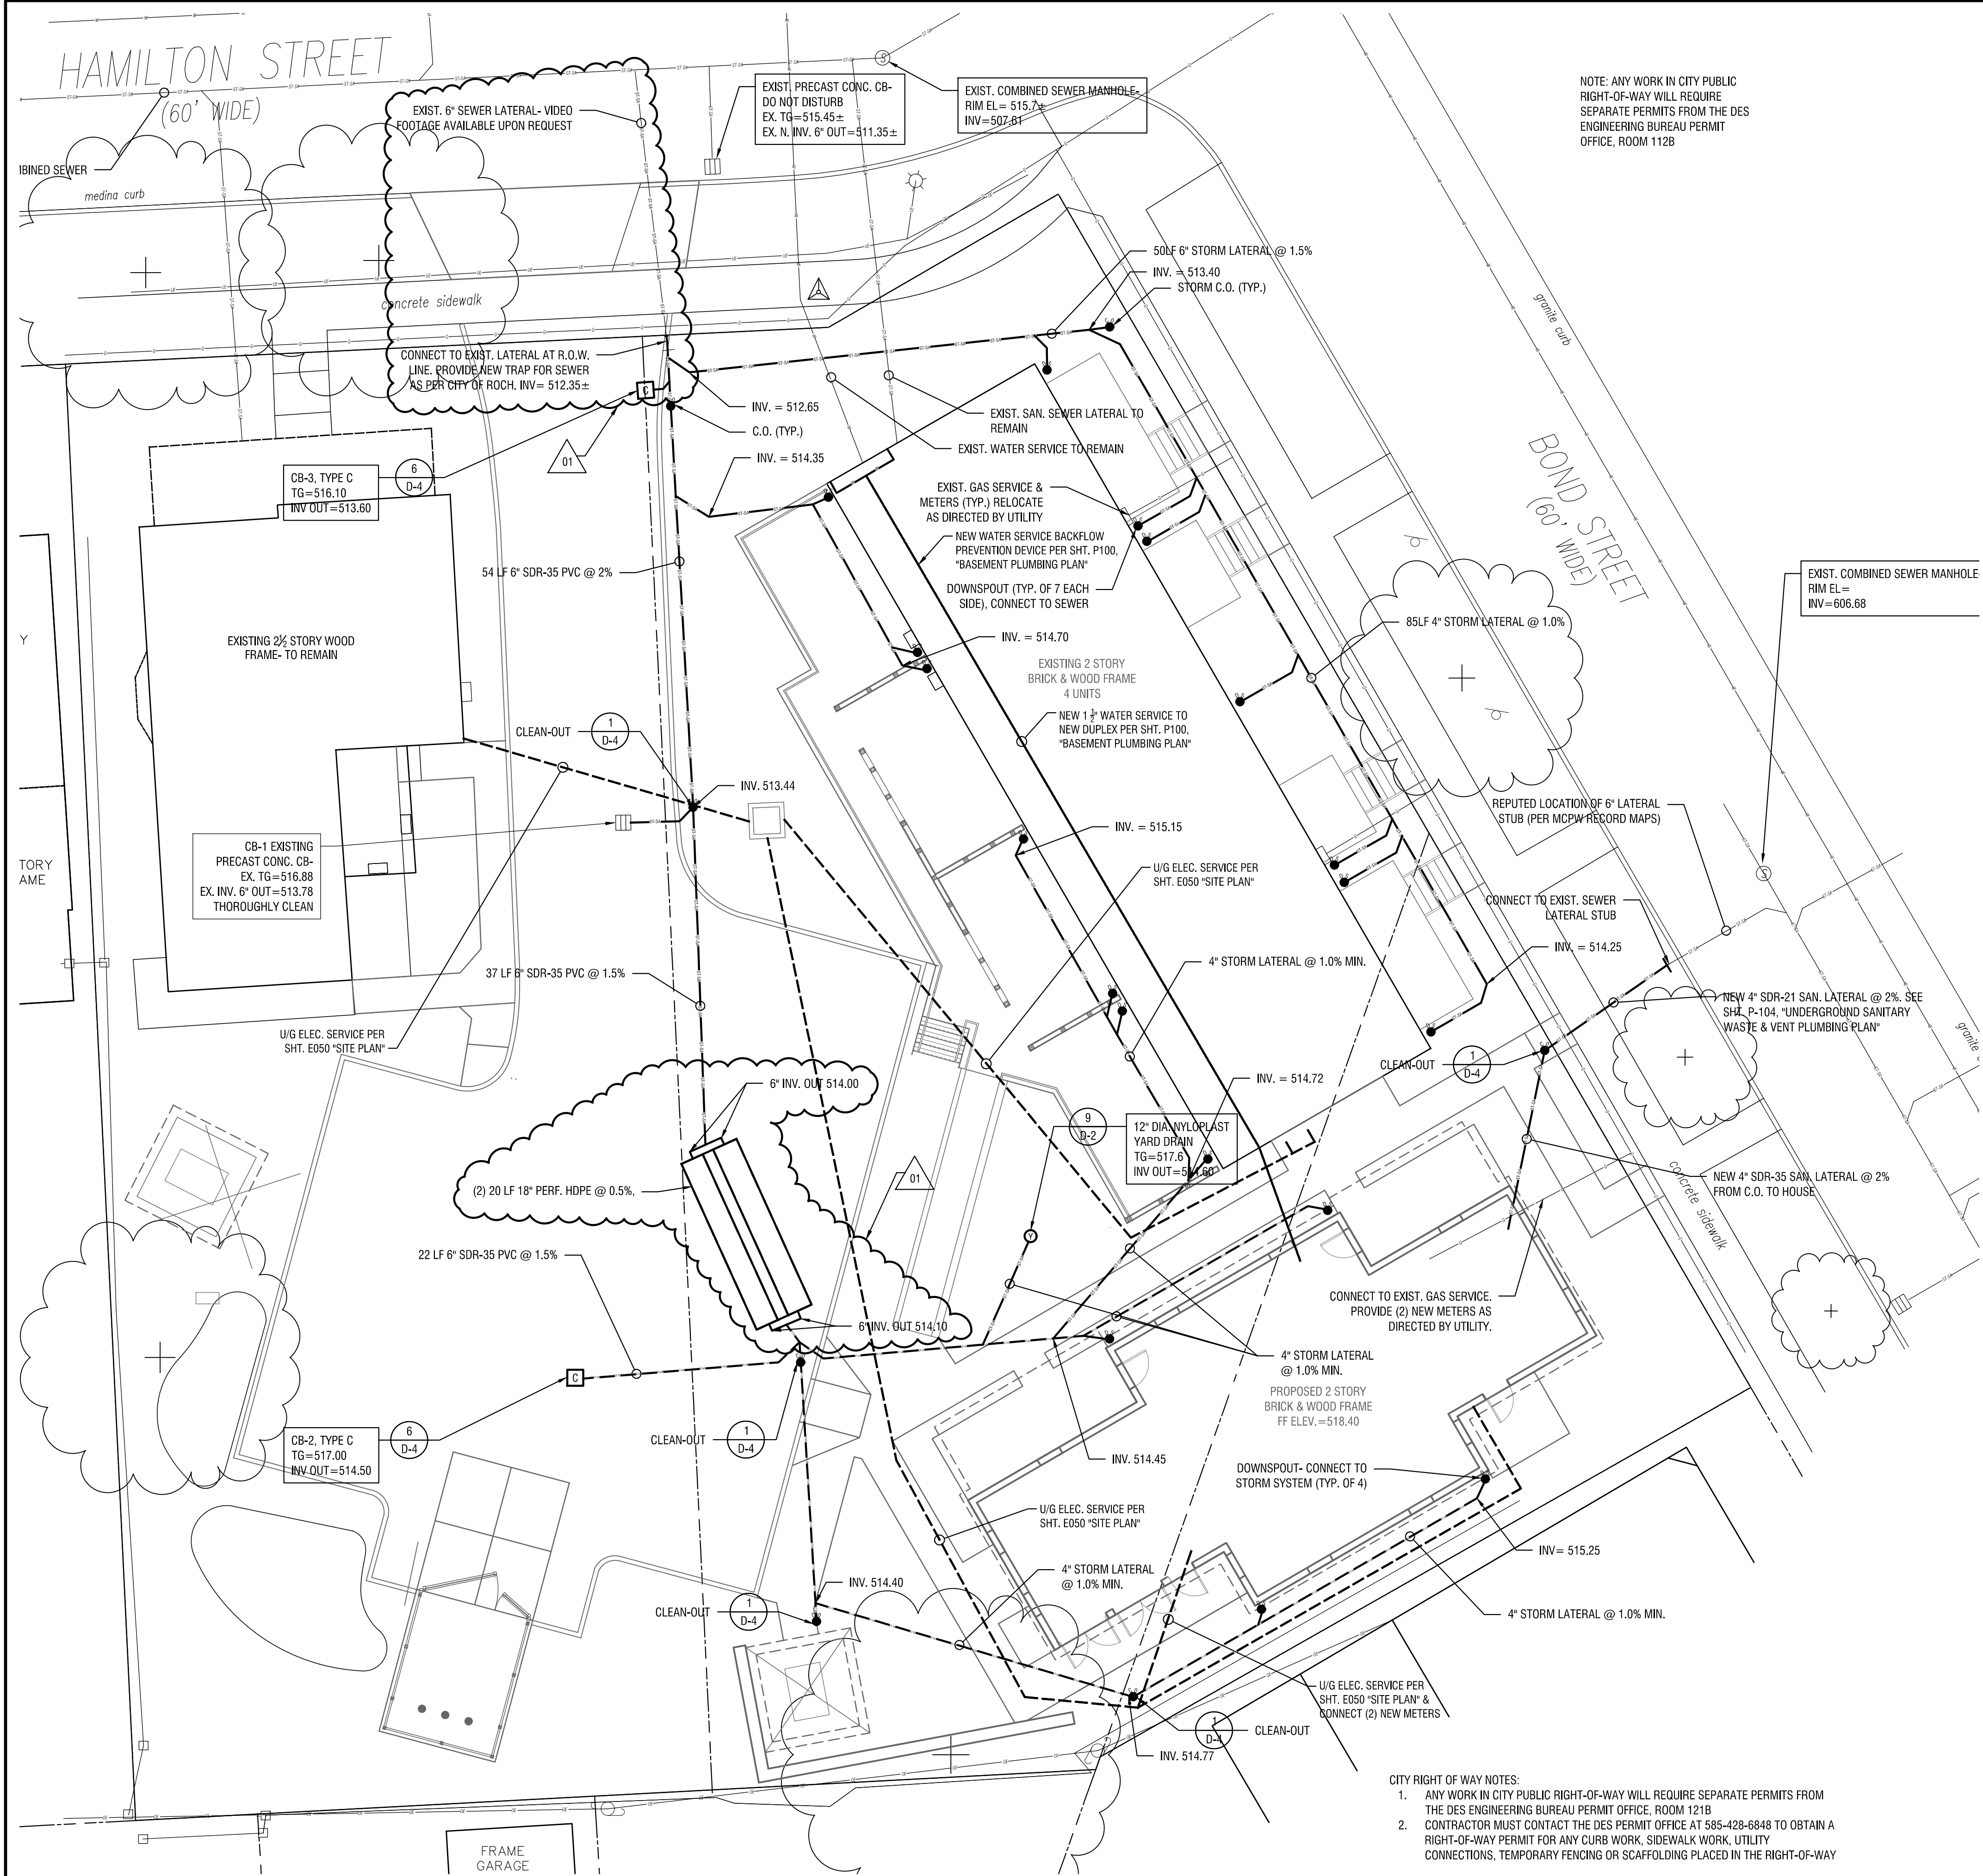 HAMILTON STREET
(60' WIDE)
EXIST. 6" SEWER LATERAL- VIDEO
FOOTAGE AVAILABLE UPON REQUEST
EXIST. PRECAST CONC. CB-
DO NOT DISTURB
EX. TG=515.45±
EX. N. INV. 6" OUT=511.35±
EXIST. COMBINED SEWER MANHOLE-
RIM EL= 515.7±
INV=507.61
NOTE: ANY WORK IN CITY PUBLIC
RIGHT-OF-WAY WILL REQUIRE
SEPARATE PERMITS FROM THE DES
ENGINEERING BUREAU PERMIT
OFFICE, ROOM 112B
IBINED SEWER
medina curb
concrete sidewalk
50LF 6" STORM LATERAL @ 1.5%
INV. = 513.40
STORM C.O. (TYP.)
granite curb
CONNECT TO EXIST. LATERAL AT R.O.W.
LINE. PROVIDE NEW TRAP FOR SEWER
AS PER CITY OF ROCH. INV= 512.35±
C
INV. = 512.65
C.O. (TYP.)
EXIST. SAN. SEWER LATERAL TO
REMAIN
EXIST. WATER SERVICE TO REMAIN
01
INV. = 514.35
CB-3, TYPE C
TG=516.10
INV OUT=513.60
6
D-4
EXIST. GAS SERVICE &
METERS (TYP.) RELOCATE
AS DIRECTED BY UTILITY
NEW WATER SERVICE BACKFLOW
PREVENTION DEVICE PER SHT. P100,
"BASEMENT PLUMBING PLAN"
DOWNSPOUT (TYP. OF 7 EACH
SIDE), CONNECT TO SEWER
BOND STREET
(60' WIDE)
EXIST. COMBINED SEWER MANHOLE-
RIM EL=
INV=606.68
54 LF 6" SDR-35 PVC @ 2%
85LF 4" STORM LATERAL @ 1.0%
Y
EXISTING 2½ STORY WOOD
FRAME- TO REMAIN
INV. = 514.70
EXISTING 2 STORY
BRICK & WOOD FRAME
4 UNITS
NEW 1 ½" WATER SERVICE TO
NEW DUPLEX PER SHT. P100,
"BASEMENT PLUMBING PLAN"
CLEAN-OUT
1
D-4
INV. 513.44
REPUTED LOCATION OF 6" LATERAL
STUB (PER MCPW RECORD MAPS)
INV. = 515.15
CB-1 EXISTING
PRECAST CONC. CB-
EX. TG=516.88
EX. INV. 6" OUT=513.78
THOROUGHLY CLEAN
TORY
AME
U/G ELEC. SERVICE PER
SHT. E050 "SITE PLAN"
S
CONNECT TO EXIST. SEWER
LATERAL STUB
INV. = 514.25
37 LF 6" SDR-35 PVC @ 1.5%
4" STORM LATERAL @ 1.0% MIN.
NEW 4" SDR-21 SAN. LATERAL @ 2%. SEE
SHT. P-104, "UNDERGROUND SANITARY
WASTE & VENT PLUMBING PLAN"
granite
U/G ELEC. SERVICE PER
SHT. E050 "SITE PLAN"
CLEAN-OUT
1
D-4
6" INV. OUT 514.00
INV. = 514.72
9
D-2
12" DIA. NYLOPLAST
YARD DRAIN
TG=517.6
INV OUT=514.60
01
(2) 20 LF 18" PERF. HDPE @ 0.5%,
NEW 4" SDR-35 SAN. LATERAL @ 2%
FROM C.O. TO HOUSE
concrete sidewalk
Y
22 LF 6" SDR-35 PVC @ 1.5%
CONNECT TO EXIST. GAS SERVICE.
PROVIDE (2) NEW METERS AS
DIRECTED BY UTILITY.
6" INV. OUT 514.10
4" STORM LATERAL
@ 1.0% MIN.
C
PROPOSED 2 STORY
BRICK & WOOD FRAME
FF ELEV.=518.40
CB-2, TYPE C
TG=517.00
INV OUT=514.50
6
D-4
CLEAN-OUT
1
D-4
INV. 514.45
DOWNSPOUT- CONNECT TO
STORM SYSTEM (TYP. OF 4)
U/G ELEC. SERVICE PER
SHT. E050 "SITE PLAN"
INV= 515.25
4" STORM LATERAL
@ 1.0% MIN.
INV. 514.40
CLEAN-OUT
1
D-4
4" STORM LATERAL @ 1.0% MIN.
U/G ELEC. SERVICE PER
SHT. E050 "SITE PLAN" &
CONNECT (2) NEW METERS
1
D-4
CLEAN-OUT
INV. 514.77
CITY RIGHT OF WAY NOTES:
1. ANY WORK IN CITY PUBLIC RIGHT-OF-WAY WILL REQUIRE SEPARATE PERMITS FROM
THE DES ENGINEERING BUREAU PERMIT OFFICE, ROOM 121B
2. CONTRACTOR MUST CONTACT THE DES PERMIT OFFICE AT 585-428-6848 TO OBTAIN A
RIGHT-OF-WAY PERMIT FOR ANY CURB WORK, SIDEWALK WORK, UTILITY
CONNECTIONS, TEMPORARY FENCING OR SCAFFOLDING PLACED IN THE RIGHT-OF-WAY
FRAME
GARAGE